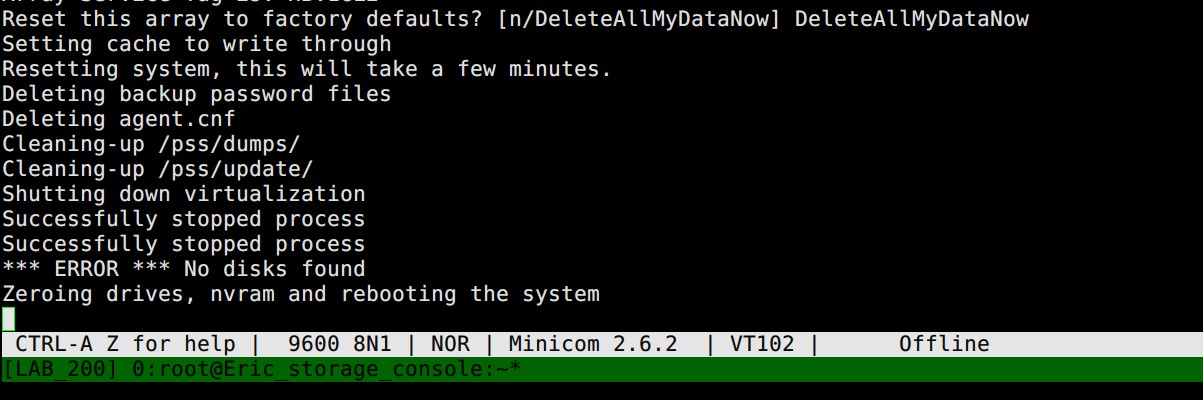 Reset this array to factory defaults? [n/DeleteAllMyDataNow] DeleteAllMyDataNow
Setting cache to write through
Resetting system, this will take a few minutes.
Deleting backup password files
Deleting agent.cnf
Cleaning-up /pss/dumps/
Cleaning-up /pss/update/
Shutting down virtualization
Successfully stopped process
Successfully stopped process
*** ERROR *** No disks found
Zeroing drives, nvram and rebooting the system
CTRL-A Z for help | 9600 8N1 | NOR | Minicom 2.6.2 | VT102 | Offline
[LAB_200] 0:root@Eric_storage_console:~*